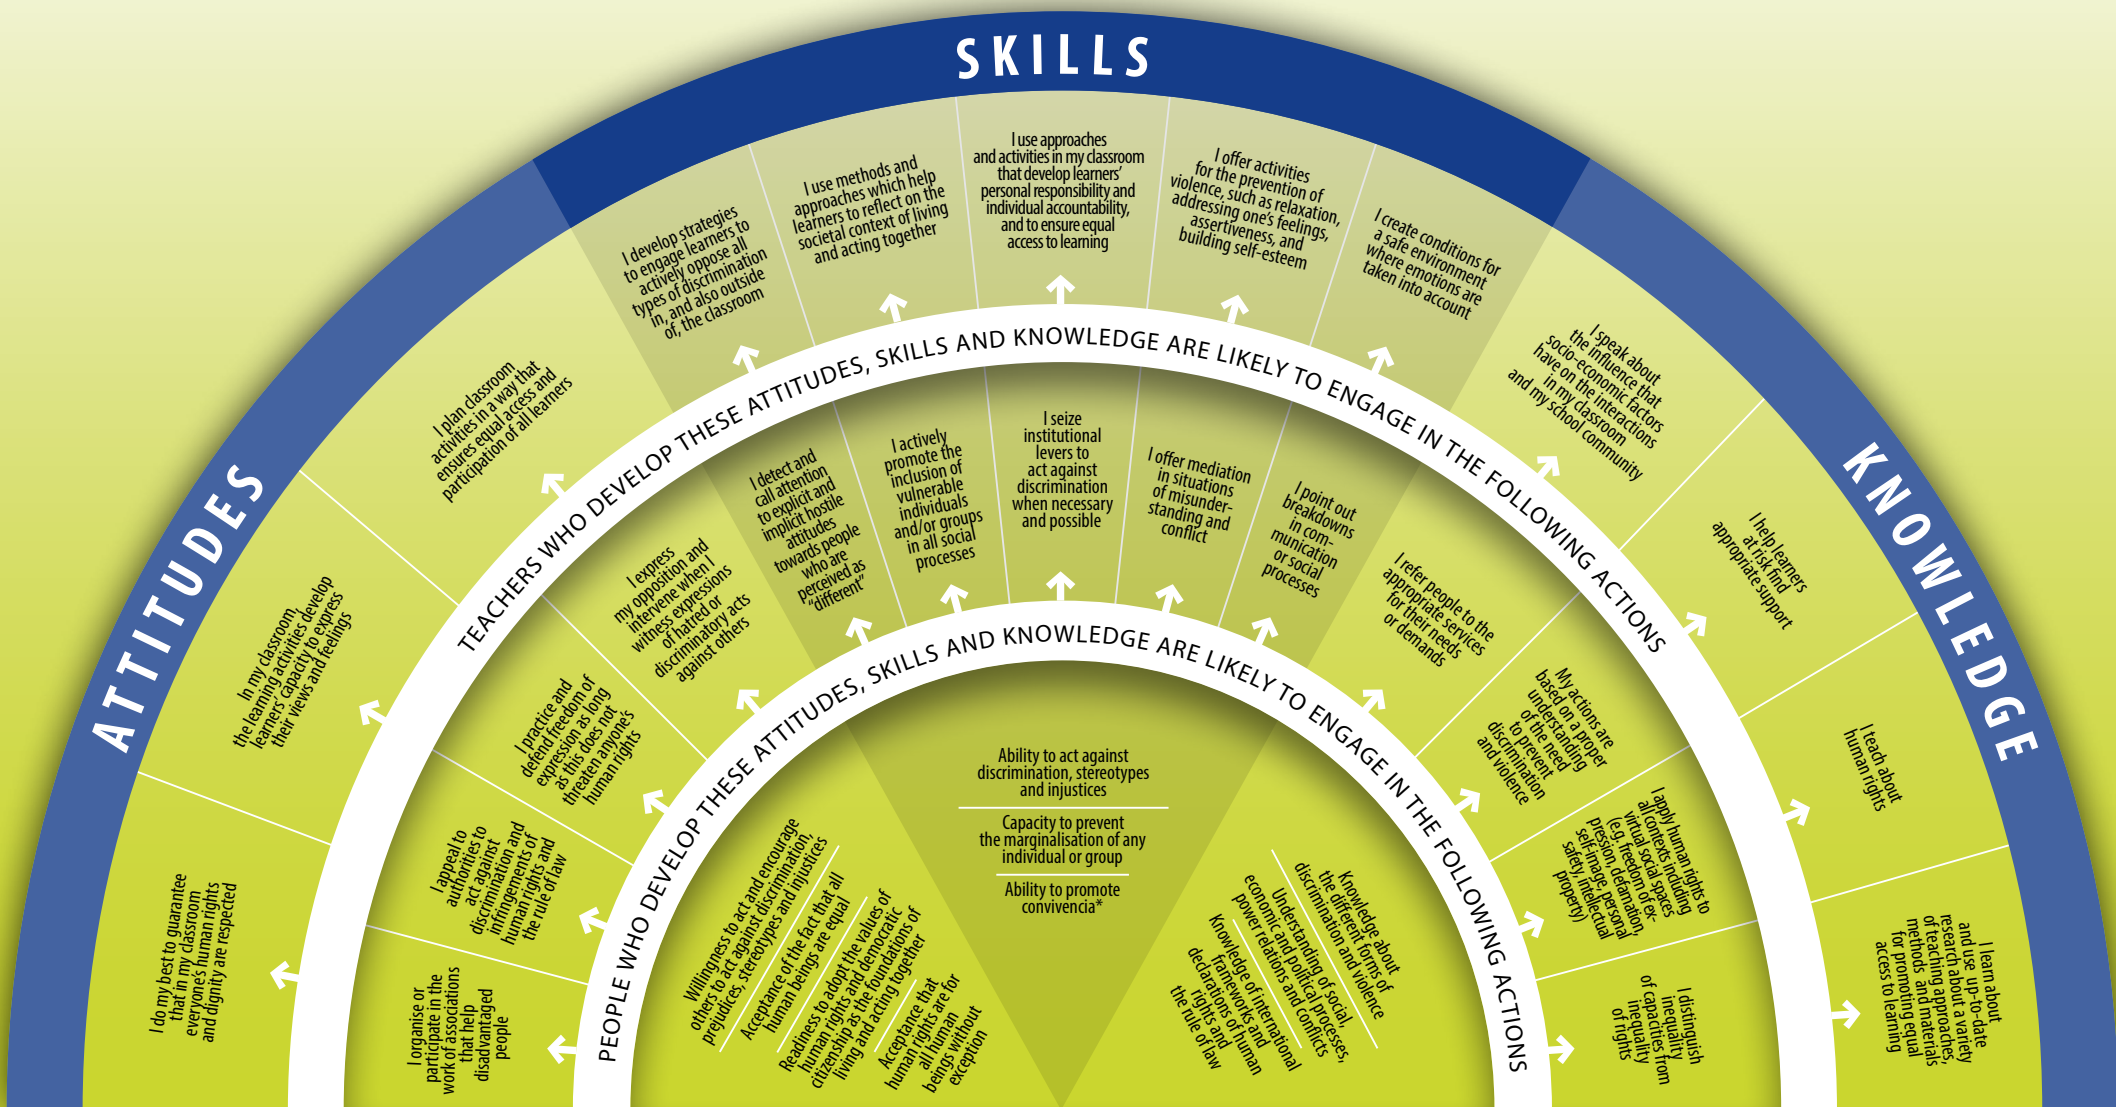 SKILLS
ATTITUDES
KNOWLEDGE
I do my best to guarantee
that in my classroom
everyone's human rights
and dignity are respected
In my classroom,
the learning activities develop
learners' capacity to express
their views and feelings
I plan classroom
activities in a way that
ensures equal access and
participation of all learners
I develop strategies
to engage learners to
actively oppose all
types of discrimination
in, and also outside
of, the classroom
I use methods and
approaches which help
learners to reflect on the
societal context of living
and acting together
I use approaches
and activities in my classroom
that develop learners'
personal responsibility and
individual accountability,
and to ensure equal
access to learning
I offer activities
for the prevention of
violence, such as relaxation,
addressing one's feelings,
assertiveness, and
building self-esteem
I create conditions for
a safe environment
where emotions are
taken into account
I speak about
the influence that
socio-economic factors
have on the interactions
in my classroom
and my school community
I help learners
at risk find
appropriate support
I teach about
human rights
I learn about
and use up-to-date
research about a variety
of teaching approaches,
methods and materials
for promoting equal
access to learning
TEACHERS WHO DEVELOP THESE ATTITUDES, SKILLS AND KNOWLEDGE ARE LIKELY TO ENGAGE IN THE FOLLOWING ACTIONS
I organise or
participate in the
work of associations
that help
disadvantaged
people
I appeal to
authorities to
act against
discrimination and
infringements of
human rights and
the rule of law
I practice and
defend freedom of
expression as long
as this does not
threaten anyone's
human rights
I express
my opposition and
intervene when I
witness expressions
of hatred or
discriminatory acts
against others
I detect and
call attention
to explicit and
implicit hostile
attitudes
towards people
who are
perceived as
"different"
I actively
promote the
inclusion of
vulnerable
individuals
and/or groups
in all social
processes
I seize
institutional
levers to
act against
discrimination
when necessary
and possible
I offer mediation
in situations
of misunder-
standing and
conflict
I point out
breakdowns
in com-
munication
or social
processes
I refer people to the
appropriate services
for their needs
or demands
My actions are
based on a proper
understanding
of the need
to prevent
discrimination
and violence
I apply human rights to
all contexts including
virtual social spaces
(e.g. freedom of ex-
pression, defamation,
self-image, personal
safety, intellectual
property)
I distinguish
inequality
of capacities from
inequality
of rights
PEOPLE WHO DEVELOP THESE ATTITUDES, SKILLS AND KNOWLEDGE ARE LIKELY TO ENGAGE IN THE FOLLOWING ACTIONS
Willingness to act and encourage
others to act against discrimination,
prejudices, stereotypes and injustices
Acceptance of the fact that all
human beings are equal
Readiness to adopt the values of
human rights and democratic
citizenship as the foundations of
living and acting together
Acceptance that
human rights are for
all human
beings without
exception
Ability to act against
discrimination, stereotypes
and injustices
Capacity to prevent
the marginalisation of any
individual or group
Ability to promote
convivencia*
Knowledge about
the different forms of
discrimination and violence
Understanding of social,
economic and political processes,
power relations and conflicts
Knowledge of international
frameworks and
declarations of human
rights and
the rule of law